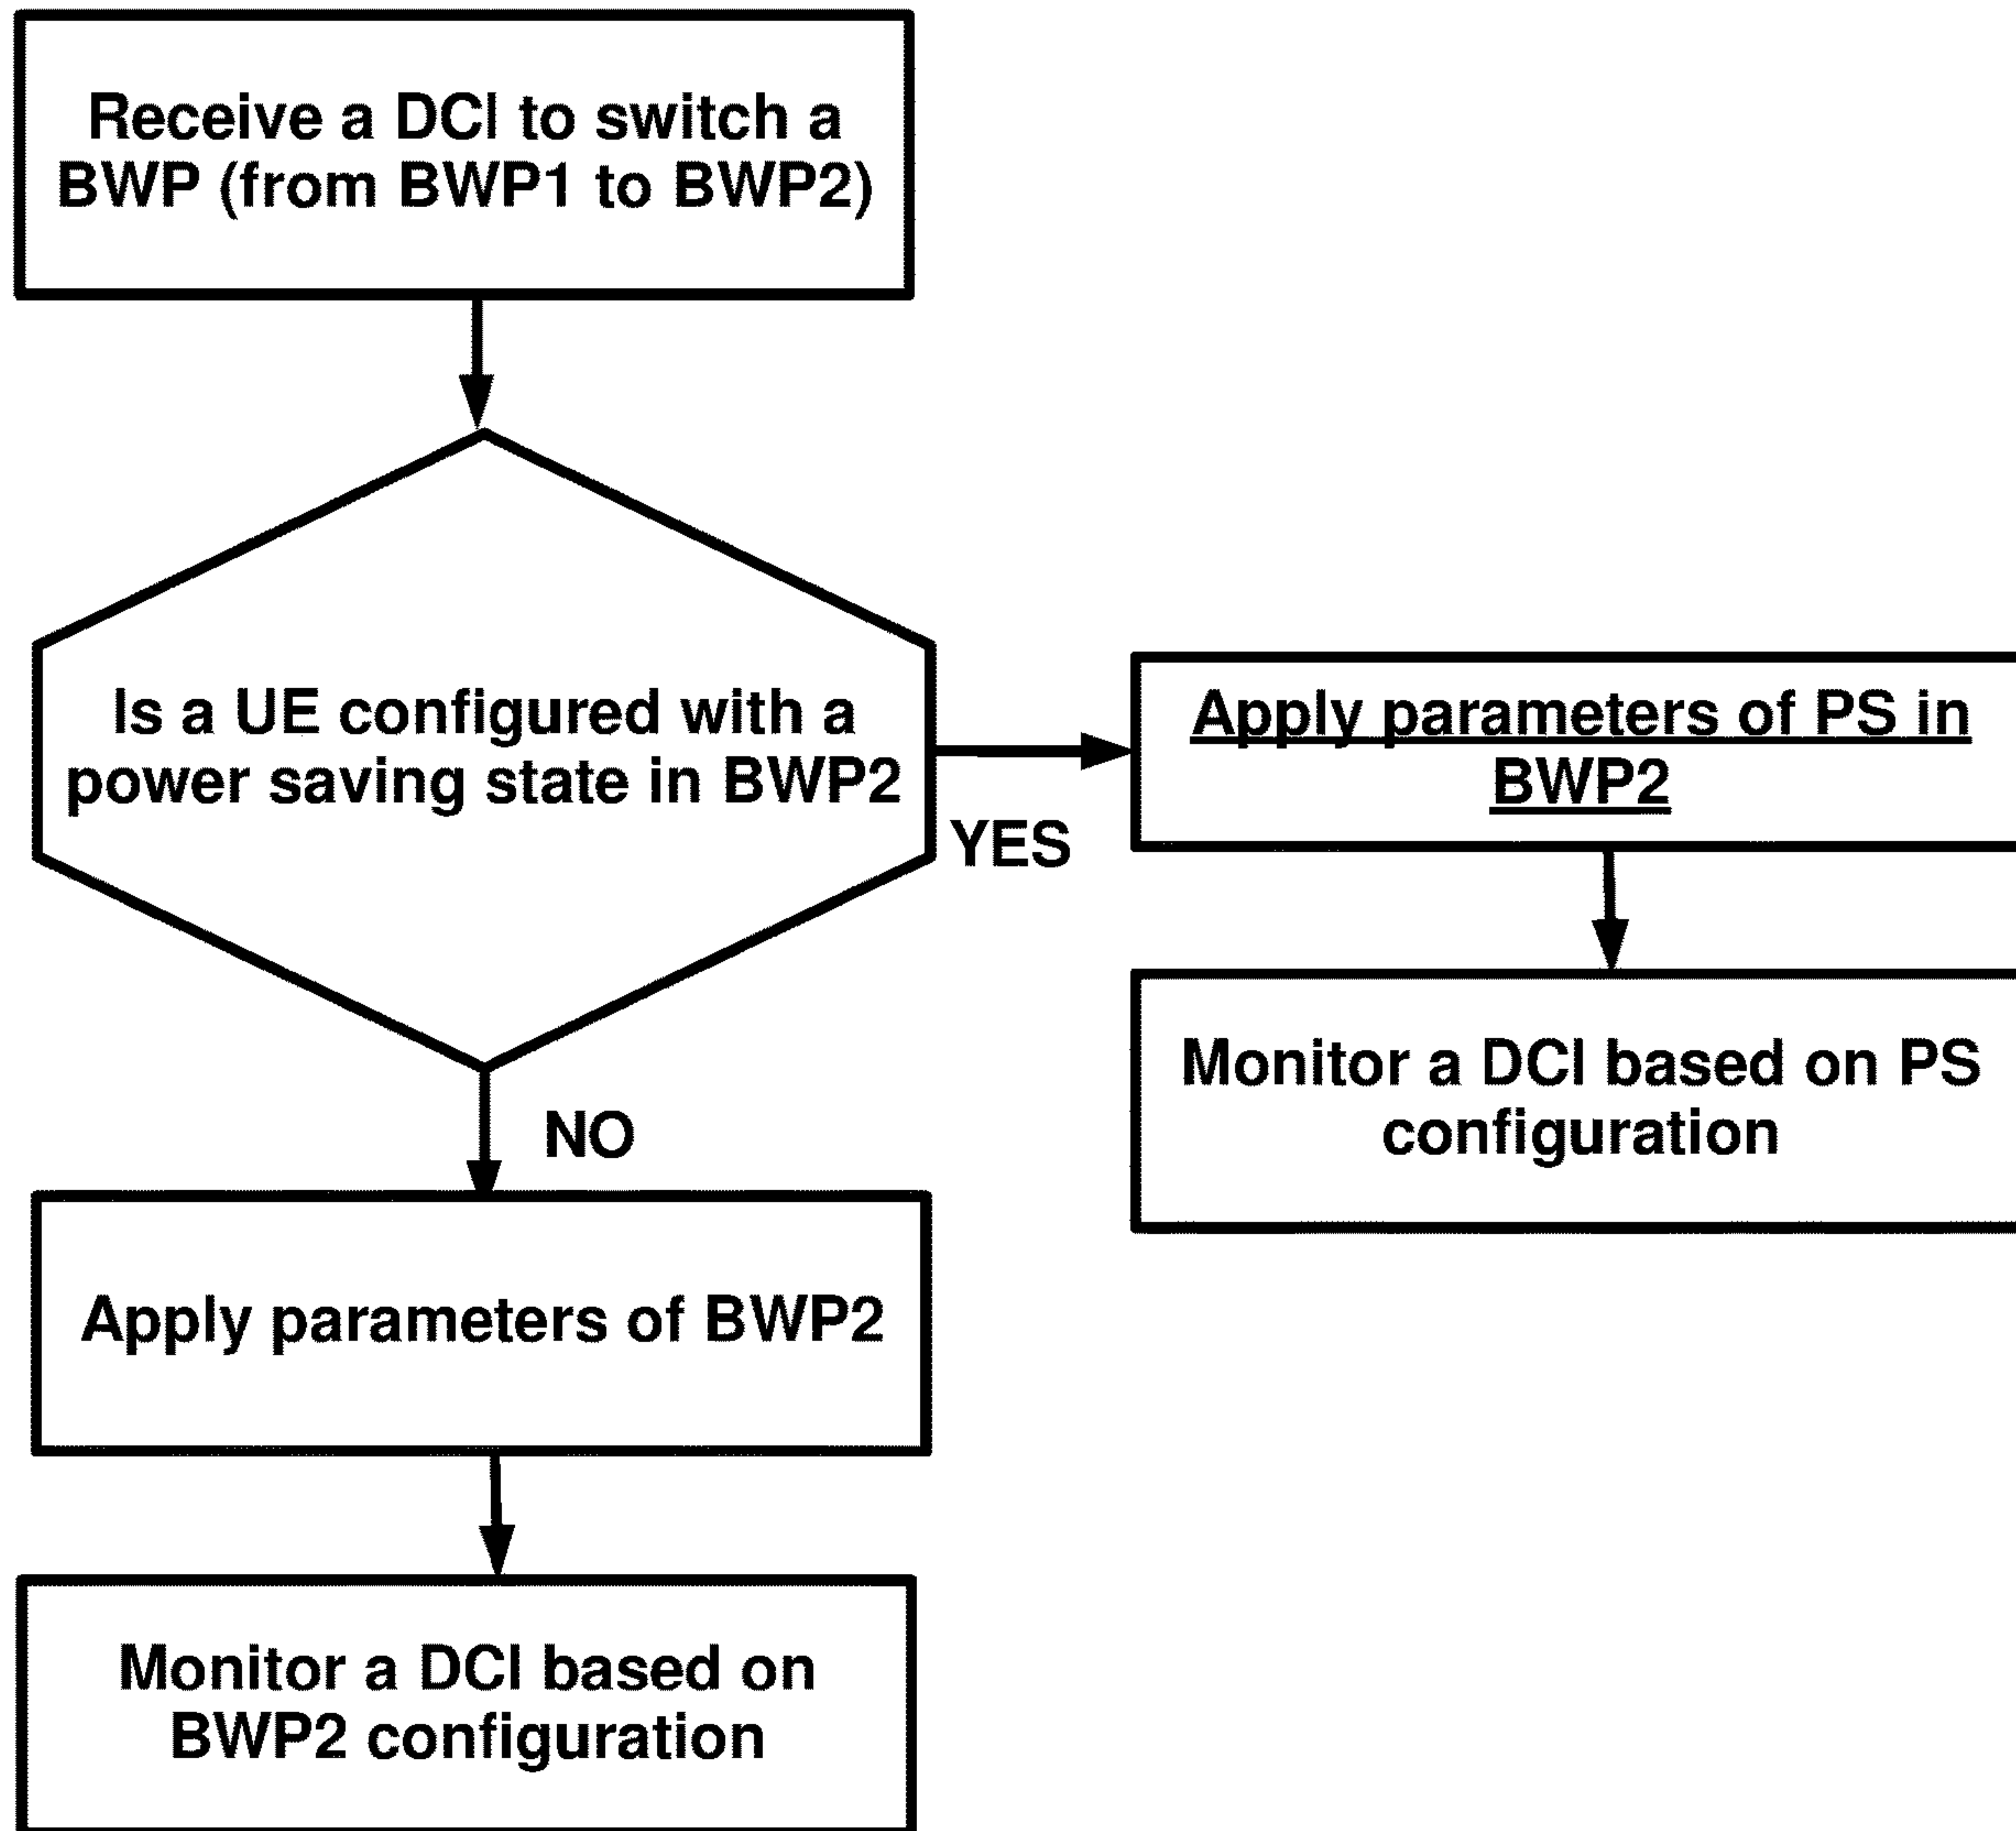 Receive a DCI to switch a
BWP (from BWP1 to BWP2)
Is a UE configured with a
power saving state in BWP2
YES
Apply parameters of PS in
BWP2
Monitor a DCI based on PS
configuration
NO
Apply parameters of BWP2
Monitor a DCI based on
BWP2 configuration